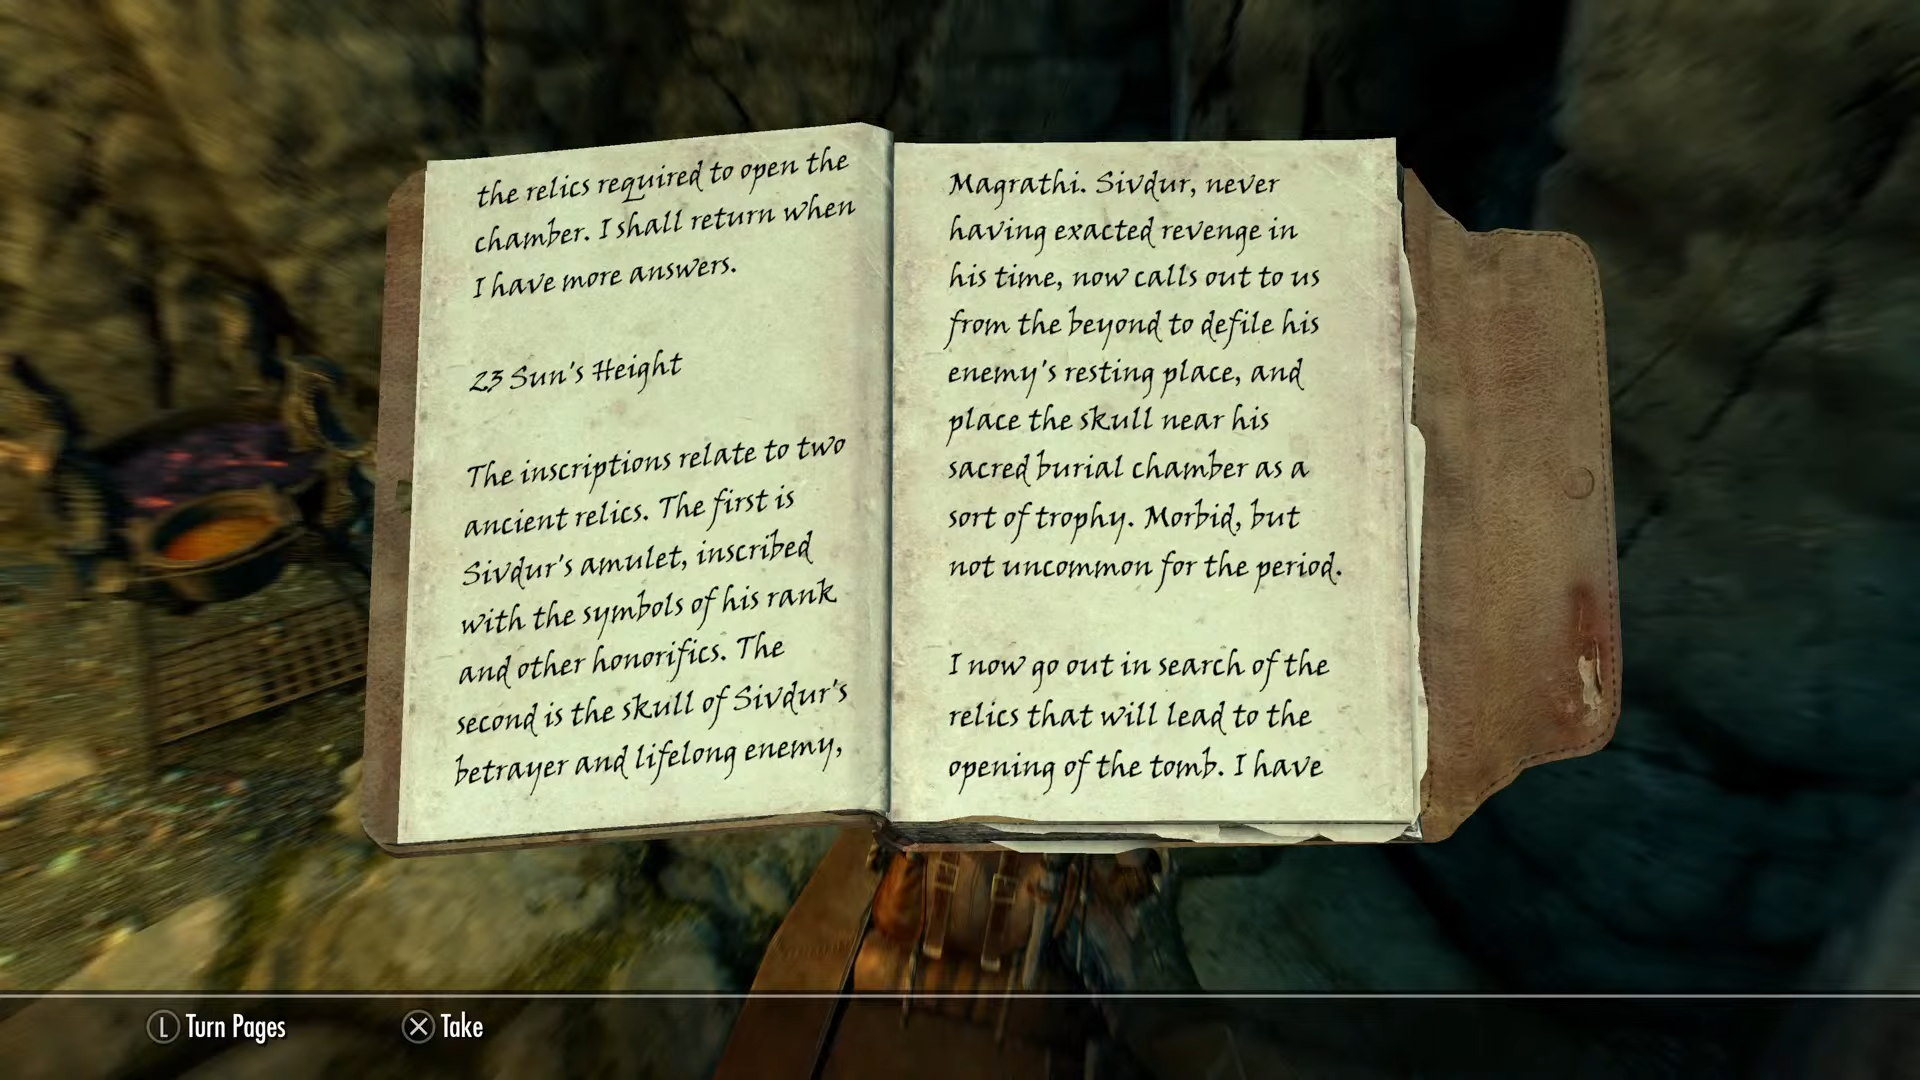 the relics required to open the
chamber. I shall return when
I have more answers.
23 Sun's Height
The inscriptions relate to two
ancient relics. The first is
Sivdur's amulet, inscribed
with the symbols of his rank
and other honorifics. The
second is the skull of Sivdur's
betrayer and lifelong enemy,
Magrathi. Sivdur, never
having exacted revenge in
his time, now calls out to us
from the beyond to defile his
enemy's resting place, and
place the skull near his
sacred burial chamber as a
sort of trophy. Morbid, but
not uncommon for the period.
I now go out in search of the
relics that will lead to the
opening of the tomb. I have
L Turn Pages
X Take